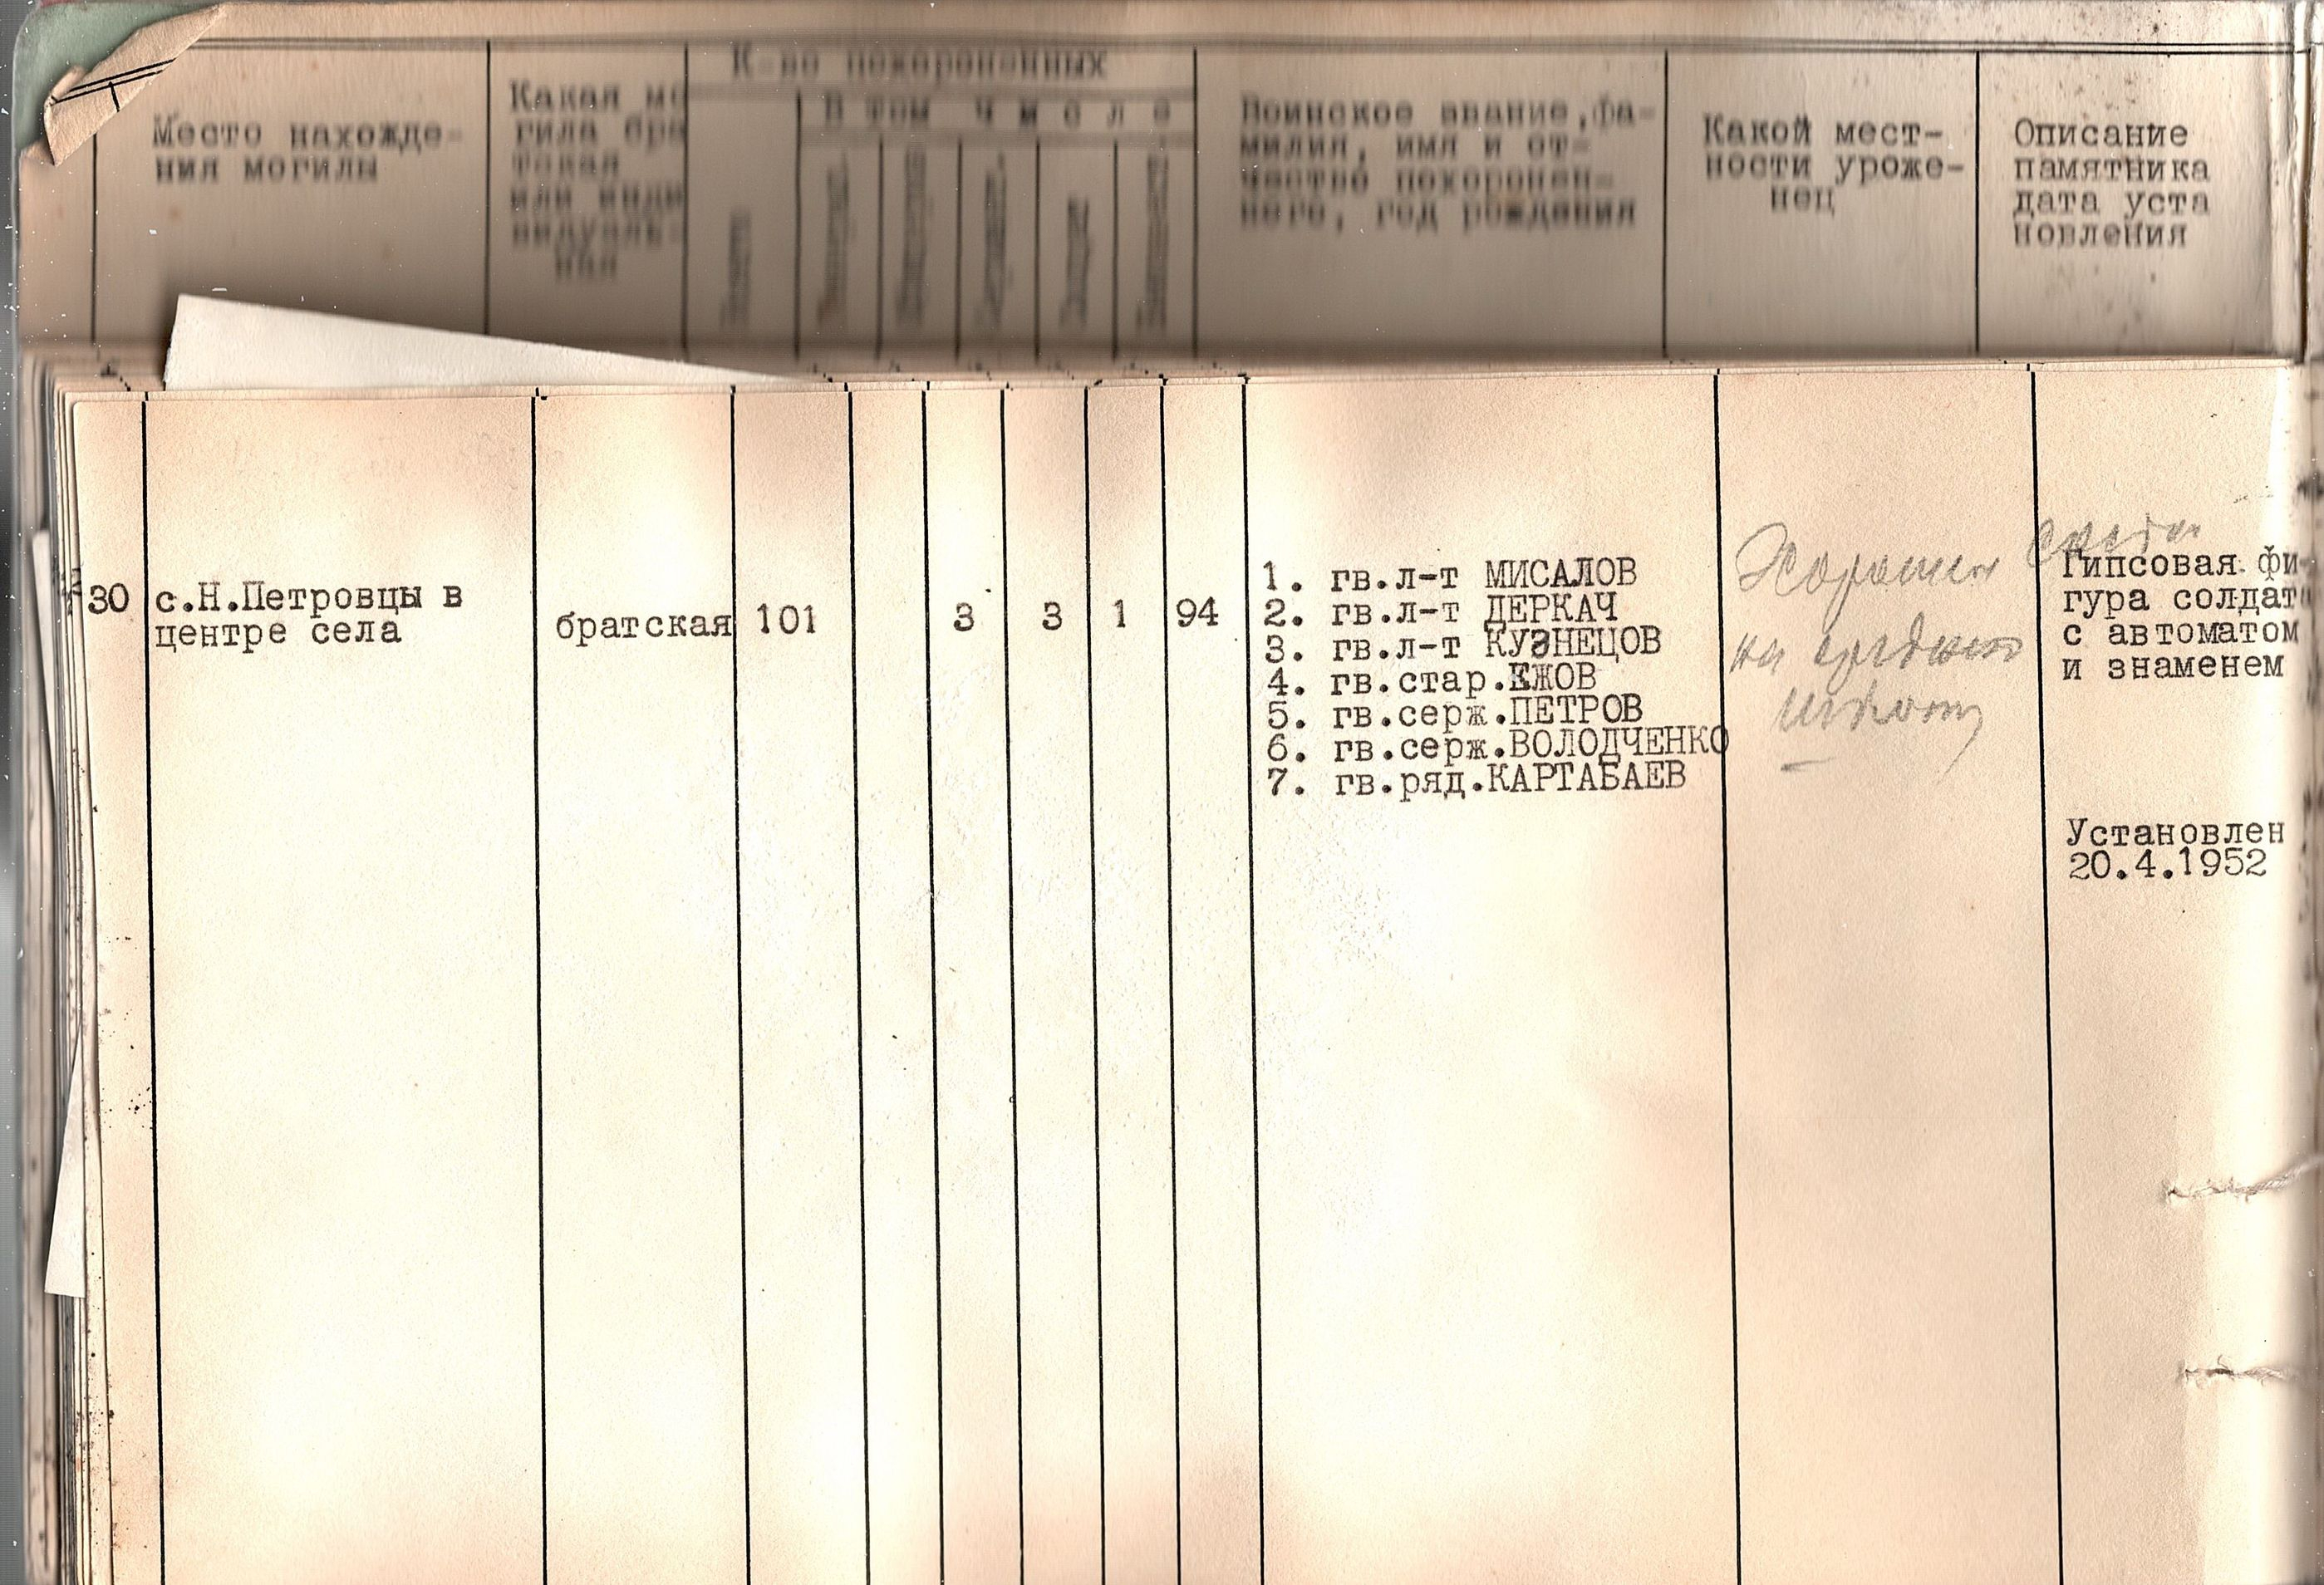 К-во похороненных
В том числе
Место нахожде-
ния могилы
Какая мо
гила бра
тская
или инди
видуаль-
ная
Воинское звание, фа-
милия, имя и от-
чество похоронен-
ного, год рождения
Какой мест-
ности уроже-
нец
Описание
памятника
дата уста
новления
30
с.Н.Петровцы в
центре села
братская
101
3
3
1
94
1. гв.л-т МИСАЛОВ
2. гв.л-т ДЕРКАЧ
3. гв.л-т КУЗНЕЦОВ
4. гв.стар.ЕЖОВ
5. гв.серж.ПЕТРОВ
6. гв.серж.ВОЛОДЧЕНКО
7. гв.ряд.КАРТАБАЕВ
Гипсовая фи-
гура солдат
с автоматом
и знаменем
Установлен
20.4.1952